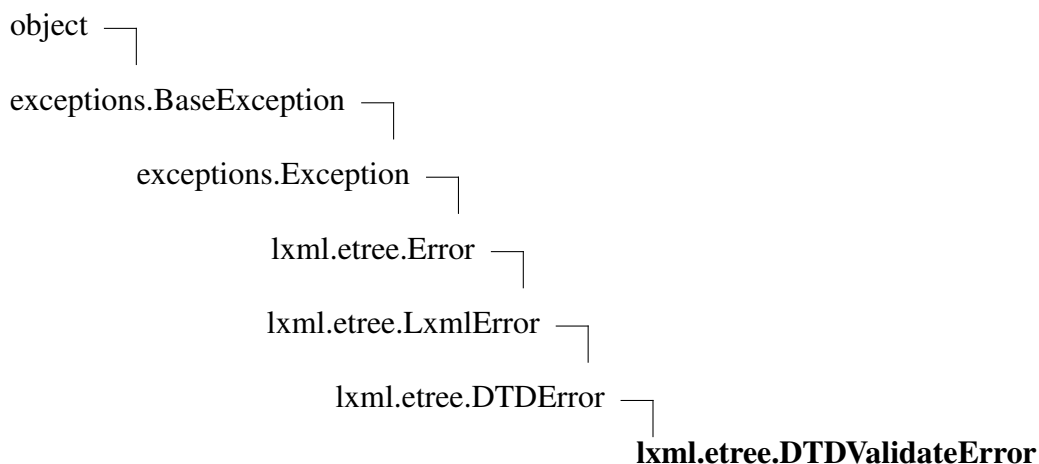 object
exceptions.BaseException
exceptions.Exception
lxml.etree.Error
lxml.etree.LxmlError
lxml.etree.DTDError
lxml.etree.DTDValidateError